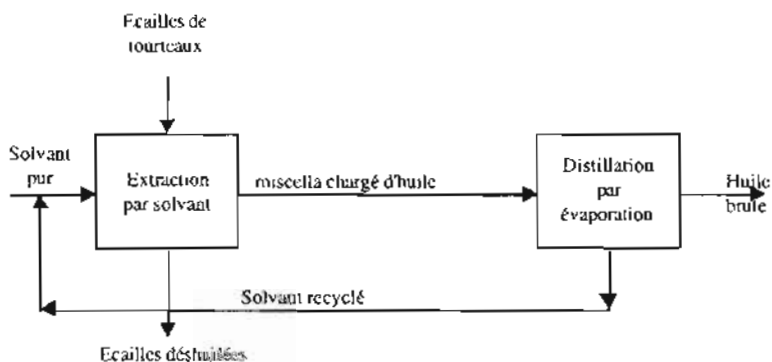 Ecailles de
tourteaux
Solvant
pur
Extraction
par solvant
miscella chargé d'huile
Distillation
par
évaporation
Huile
brute
Solvant recyclé
Ecailles déshuilées